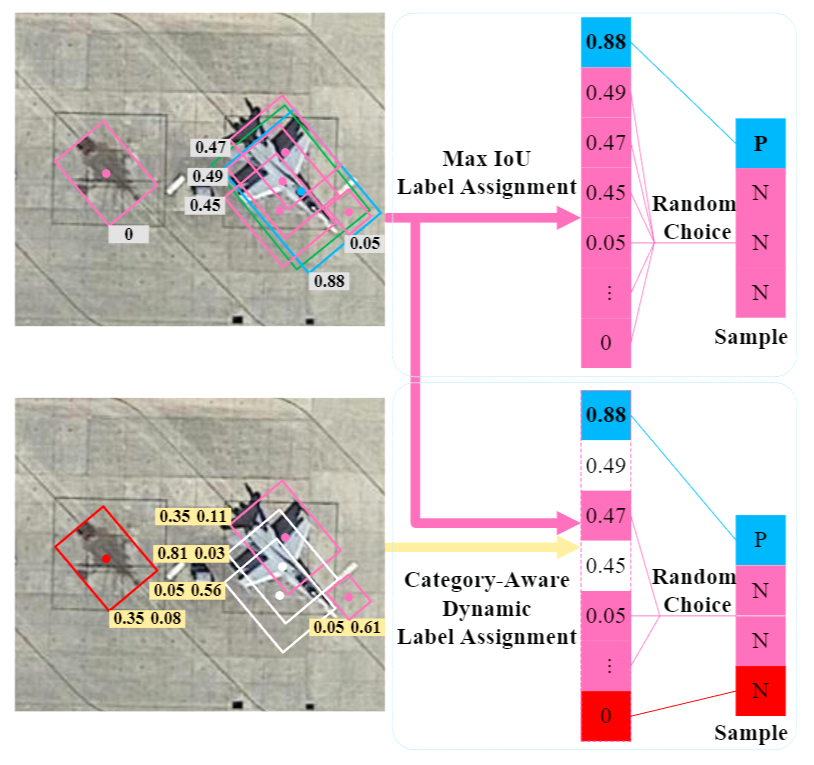 0.47
0.49
0.45
0
0.05
0.88
Max IoU
Label Assignment
0.88
0.49
0.47
0.45
0.05
⋮
0
Random
Choice
P
N
N
N
Sample
0.35 0.11
0.81 0.03
0.05 0.56
0.35 0.08
0.05 0.61
Category-Aware
Dynamic
Label Assignment
0.88
0.49
0.47
0.45
0.05
⋮
0
Random
Choice
P
N
N
N
Sample